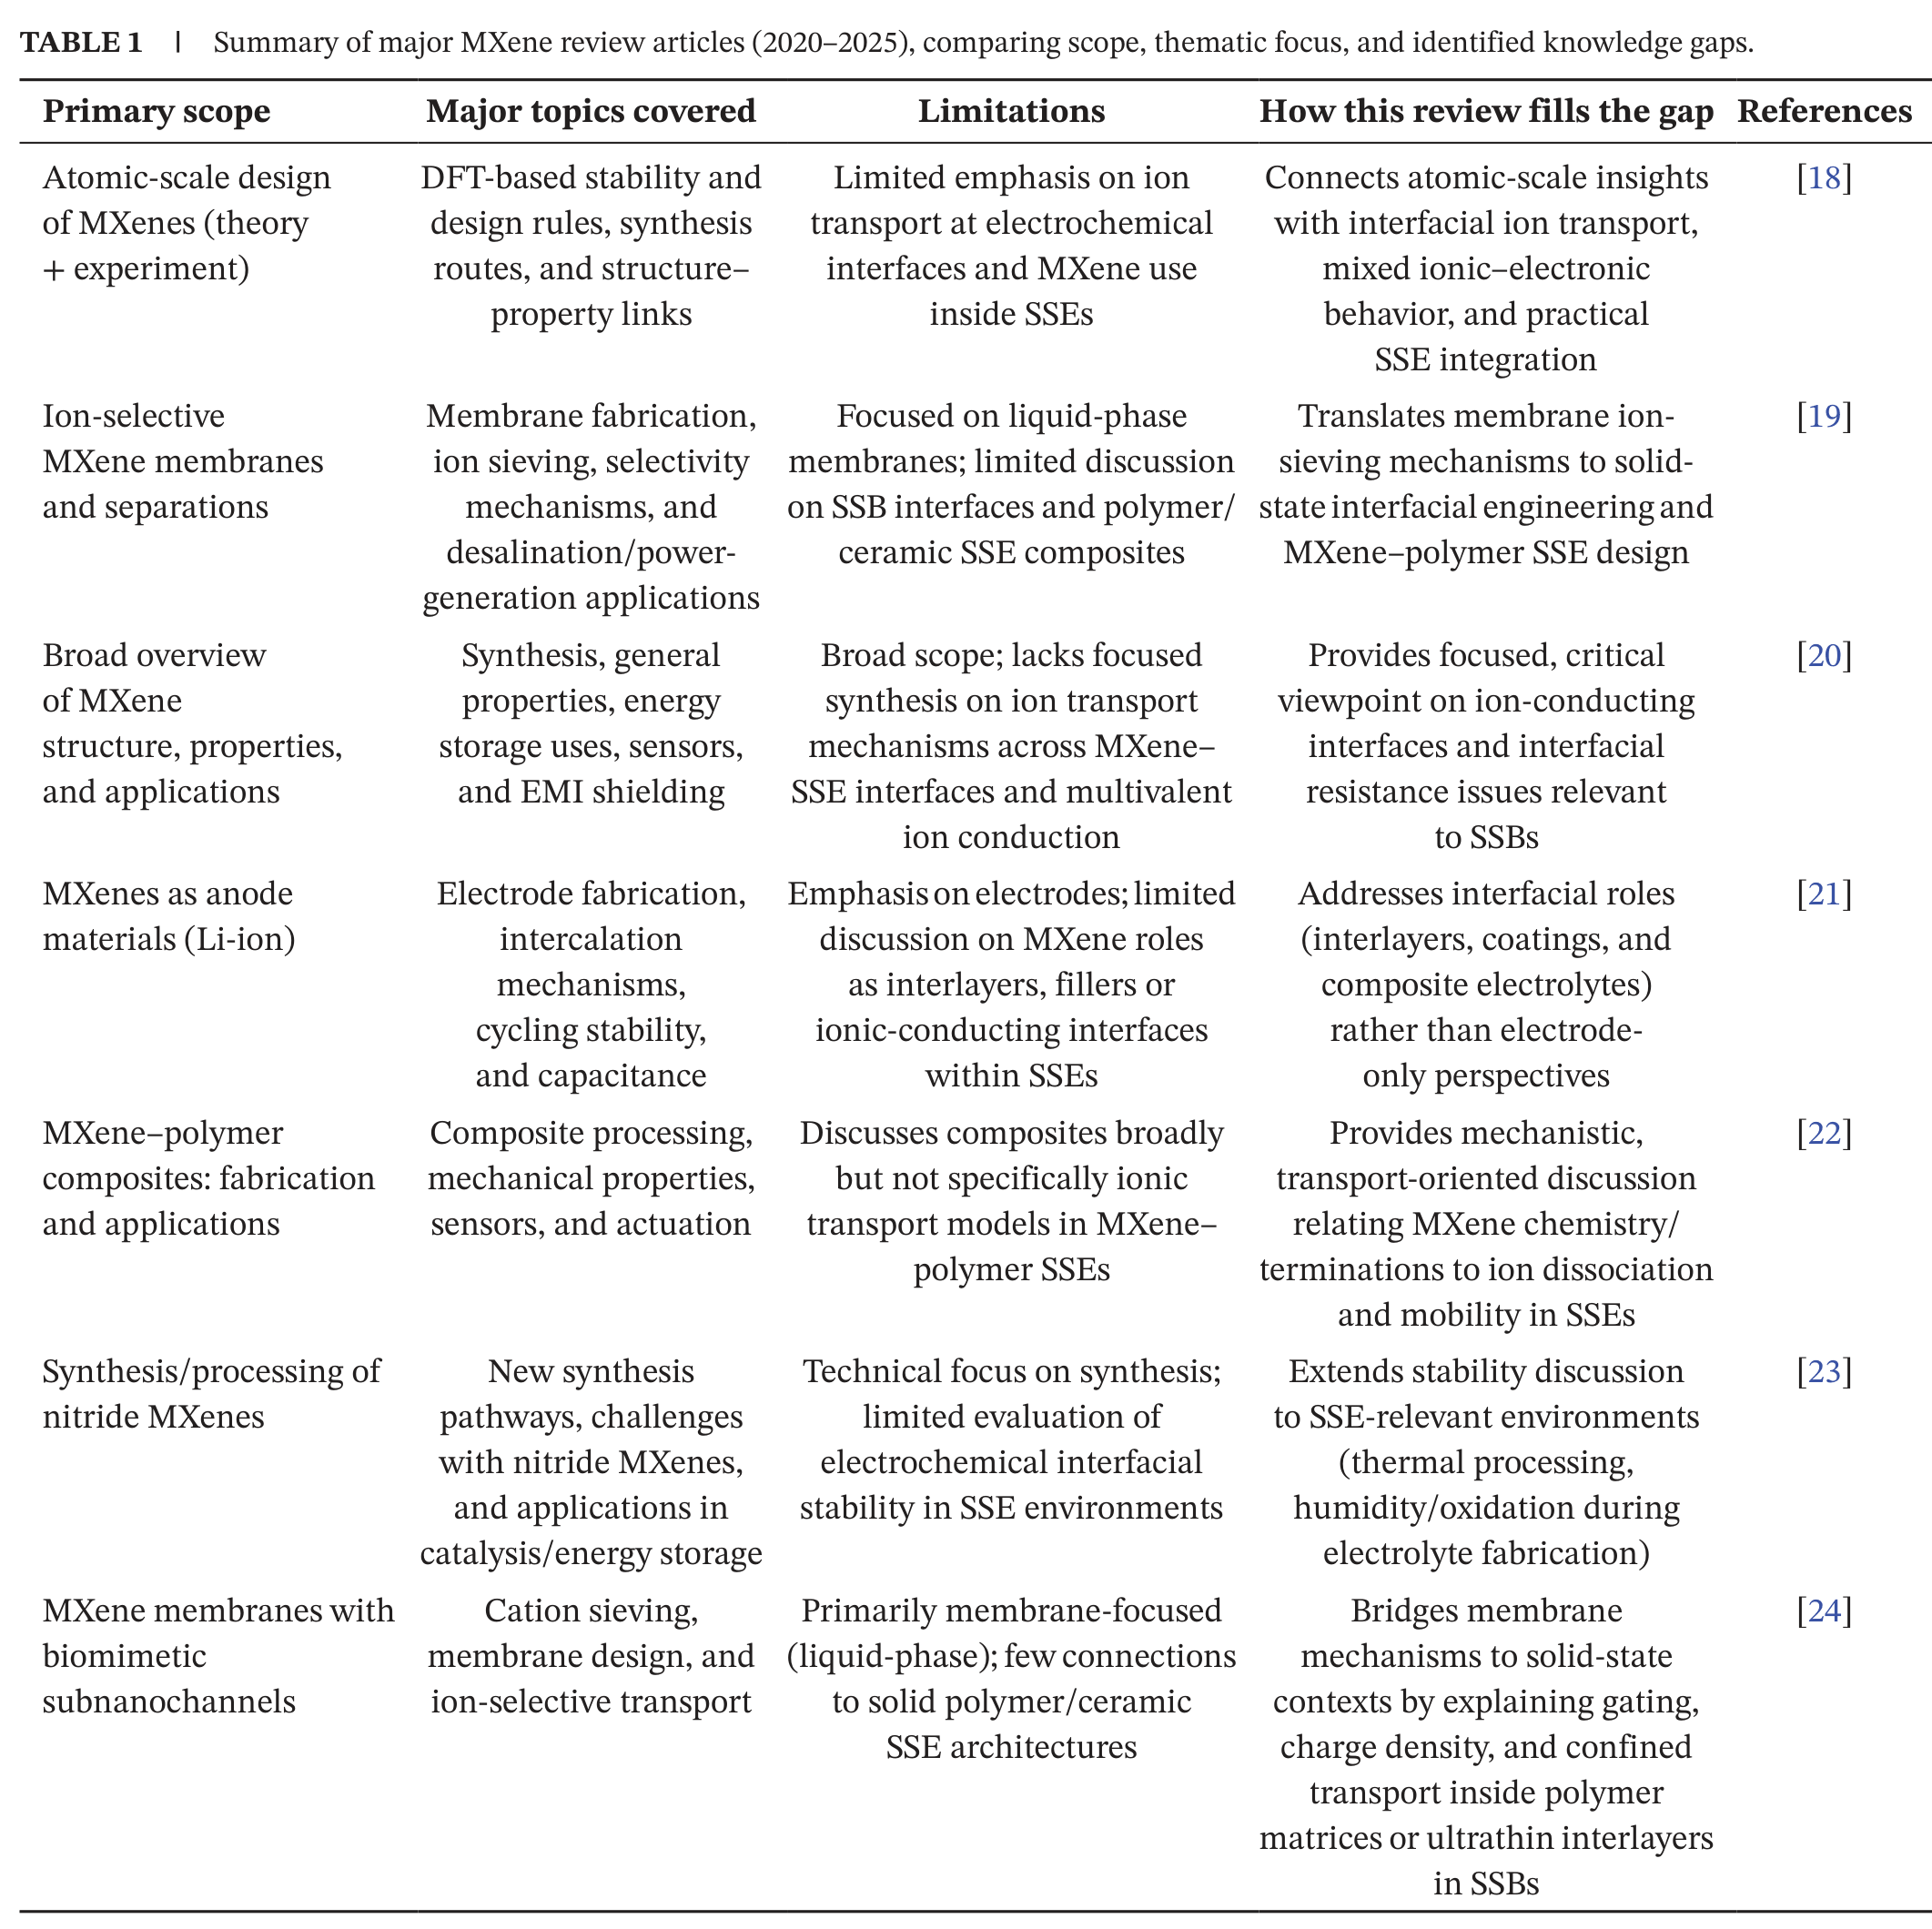 TABLE 1 | Summary of major MXene review articles (2020–2025), comparing scope, thematic focus, and identified knowledge gaps.
Primary scope Major topics covered Limitations How this review fills the gap References
Atomic-scale design DFT-based stability and Limited emphasis on ion Connects atomic-scale insights [18]
of MXenes (theory design rules, synthesis transport at electrochemical with interfacial ion transport,
+ experiment) routes, and structure– interfaces and MXene use mixed ionic–electronic
property links inside SSEs behavior, and practical
SSE integration
Ion-selective Membrane fabrication, Focused on liquid-phase Translates membrane ion- [19]
MXene membranes ion sieving, selectivity membranes; limited discussion sieving mechanisms to solid-
and separations mechanisms, and on SSB interfaces and polymer/ state interfacial engineering and
desalination/power- ceramic SSE composites MXene–polymer SSE design
generation applications
Broad overview Synthesis, general Broad scope; lacks focused Provides focused, critical [20]
of MXene properties, energy synthesis on ion transport viewpoint on ion-conducting
structure, properties, storage uses, sensors, mechanisms across MXene– interfaces and interfacial
and applications and EMI shielding SSE interfaces and multivalent resistance issues relevant
ion conduction to SSBs
MXenes as anode Electrode fabrication, Emphasis on electrodes; limited Addresses interfacial roles [21]
materials (Li-ion) intercalation discussion on MXene roles (interlayers, coatings, and
mechanisms, as interlayers, fillers or composite electrolytes)
cycling stability, ionic-conducting interfaces rather than electrode-
and capacitance within SSEs only perspectives
MXene–polymer Composite processing, Discusses composites broadly Provides mechanistic, [22]
composites: fabrication mechanical properties, but not specifically ionic transport-oriented discussion
and applications sensors, and actuation transport models in MXene– relating MXene chemistry/
polymer SSEs terminations to ion dissociation
and mobility in SSEs
Synthesis/processing of New synthesis Technical focus on synthesis; Extends stability discussion [23]
nitride MXenes pathways, challenges limited evaluation of to SSE-relevant environments
with nitride MXenes, electrochemical interfacial (thermal processing,
and applications in stability in SSE environments humidity/oxidation during
catalysis/energy storage electrolyte fabrication)
MXene membranes with Cation sieving, Primarily membrane-focused Bridges membrane [24]
biomimetic membrane design, and (liquid-phase); few connections mechanisms to solid-state
subnanochannels ion-selective transport to solid polymer/ceramic contexts by explaining gating,
SSE architectures charge density, and confined
transport inside polymer
matrices or ultrathin interlayers
in SSBs